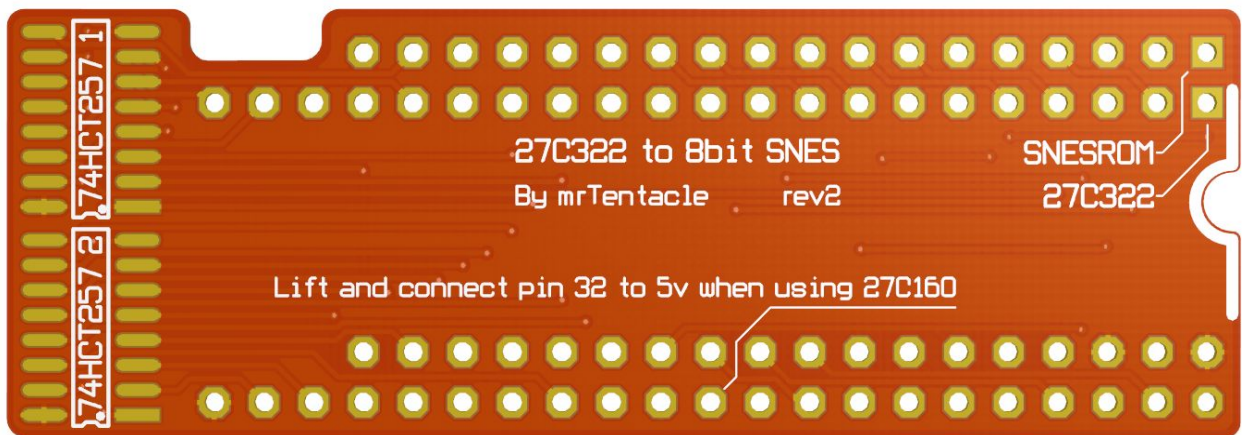 74HCT257 1
74HCT257 2
27C322 to 8bit SNES
By mrTentacle rev2
SNESROM
27C322
Lift and connect pin 32 to 5v when using 27C160